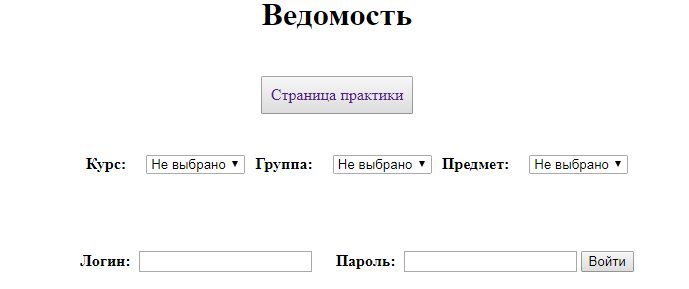 Ведомость
Страница практики
Курс: Не выбрано Группа: Не выбрано Предмет: Не выбрано
Логин: Пароль: Войти